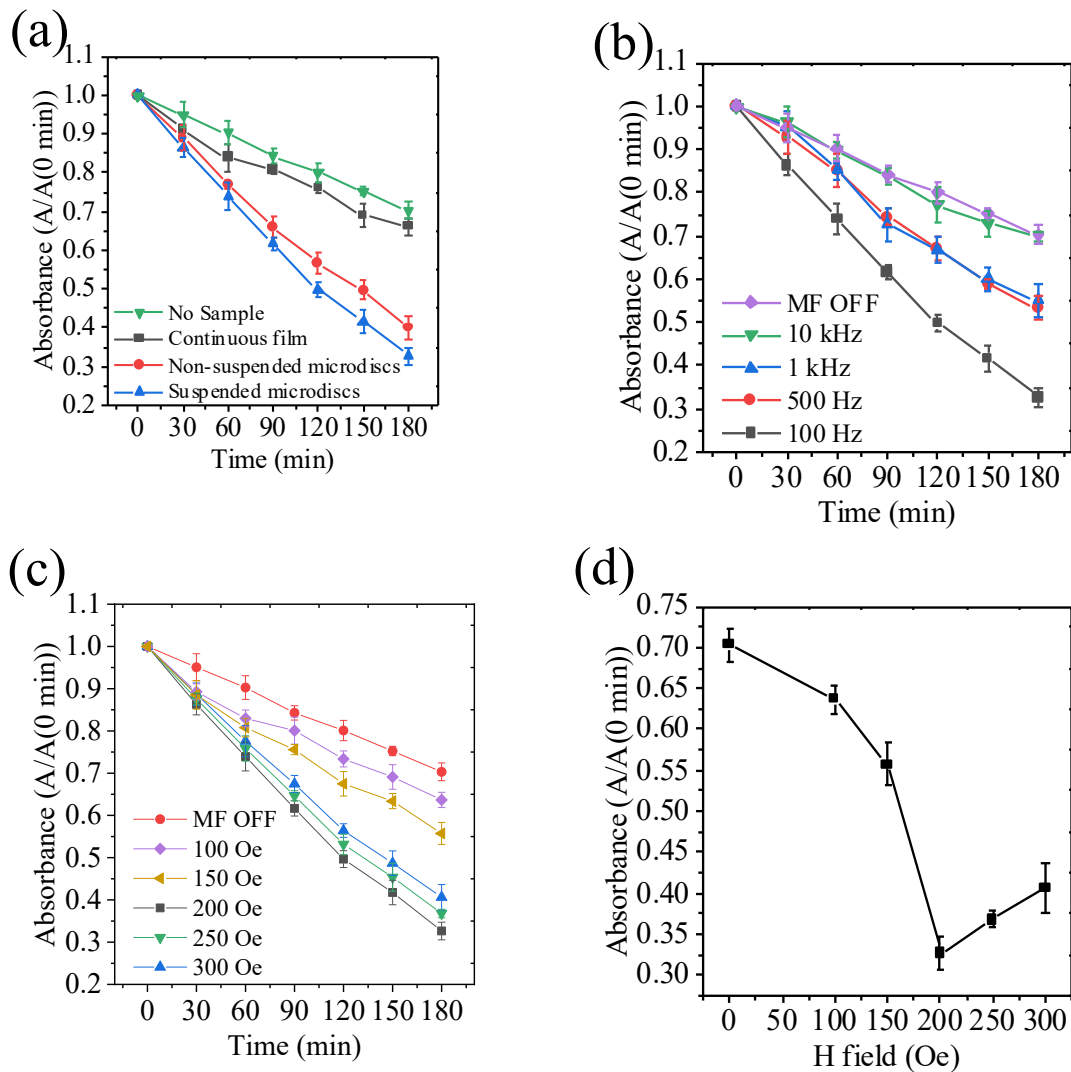 (a)
Absorbance (A/A(0 min))
1.1
1.0
0.9
0.8
0.7
0.6
0.5
0.4
0.3
0.2
No Sample
Continuous film
Non-suspended microdiscs
Suspended microdiscs
0 30 60 90 120 150 180
Time (min)
(b)
Absorbance (A/A(0 min))
1.1
1.0
0.9
0.8
0.7
0.6
0.5
0.4
0.3
0.2
MF OFF
10 kHz
1 kHz
500 Hz
100 Hz
0 30 60 90 120 150 180
Time (min)
(c)
Absorbance (A/A(0 min))
1.1
1.0
0.9
0.8
0.7
0.6
0.5
0.4
0.3
0.2
MF OFF
100 Oe
150 Oe
200 Oe
250 Oe
300 Oe
0 30 60 90 120 150 180
Time (min)
(d)
Absorbance (A/A(0 min))
0.75
0.70
0.65
0.60
0.55
0.50
0.45
0.40
0.35
0.30
0 50 100 150 200 250 300
H field (Oe)